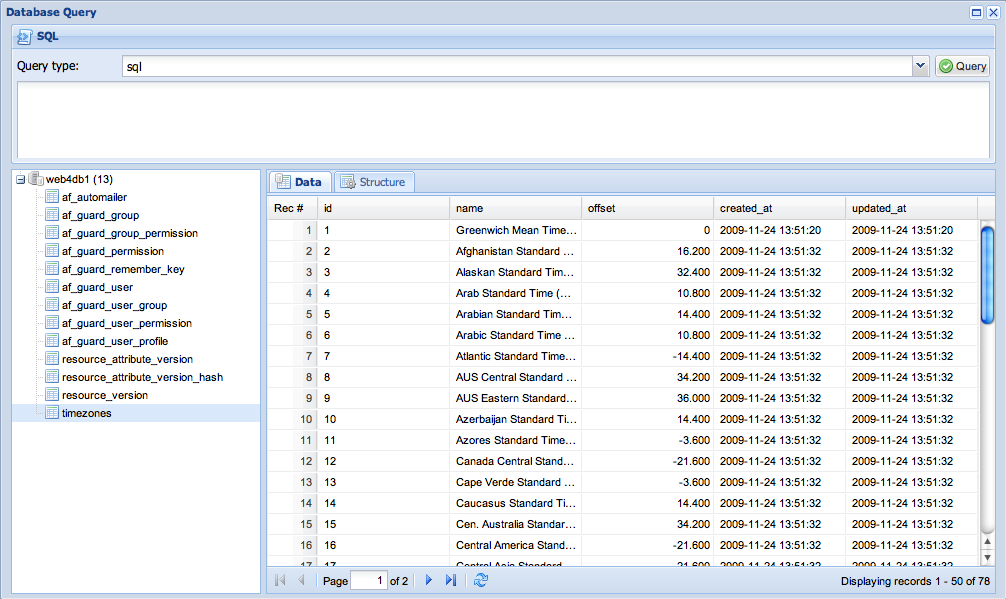 Database Query
SQL
Query type: sql Query
web4db1 (13)
af_automailer
af_guard_group
af_guard_group_permission
af_guard_permission
af_guard_remember_key
af_guard_user
af_guard_user_group
af_guard_user_permission
af_guard_user_profile
resource_attribute_version
resource_attribute_version_hash
resource_version
timezones
Data Structure
Rec # id name offset created_at updated_at
1 1 Greenwich Mean Time... 0 2009-11-24 13:51:20 2009-11-24 13:51:20
2 2 Afghanistan Standard ... 16.200 2009-11-24 13:51:32 2009-11-24 13:51:32
3 3 Alaskan Standard Tim... 32.400 2009-11-24 13:51:32 2009-11-24 13:51:32
4 4 Arab Standard Time (... 10.800 2009-11-24 13:51:32 2009-11-24 13:51:32
5 5 Arabian Standard Tim... 14.400 2009-11-24 13:51:32 2009-11-24 13:51:32
6 6 Arabic Standard Time ... 10.800 2009-11-24 13:51:32 2009-11-24 13:51:32
7 7 Atlantic Standard Time... -14.400 2009-11-24 13:51:32 2009-11-24 13:51:32
8 8 AUS Central Standard ... 34.200 2009-11-24 13:51:32 2009-11-24 13:51:32
9 9 AUS Eastern Standard... 36.000 2009-11-24 13:51:32 2009-11-24 13:51:32
10 10 Azerbaijan Standard Ti... 14.400 2009-11-24 13:51:32 2009-11-24 13:51:32
11 11 Azores Standard Time... -3.600 2009-11-24 13:51:32 2009-11-24 13:51:32
12 12 Canada Central Stand... -21.600 2009-11-24 13:51:32 2009-11-24 13:51:32
13 13 Cape Verde Standard ... -3.600 2009-11-24 13:51:32 2009-11-24 13:51:32
14 14 Caucasus Standard Ti... 14.400 2009-11-24 13:51:32 2009-11-24 13:51:32
15 15 Cen. Australia Standar... 34.200 2009-11-24 13:51:32 2009-11-24 13:51:32
16 16 Central America Stand... -21.600 2009-11-24 13:51:32 2009-11-24 13:51:32
17 17 Central Asia Standard 21.600 2009-11-24 13:51:32 2009-11-24 13:51:32
Page 1 of 2 Displaying records 1 - 50 of 78